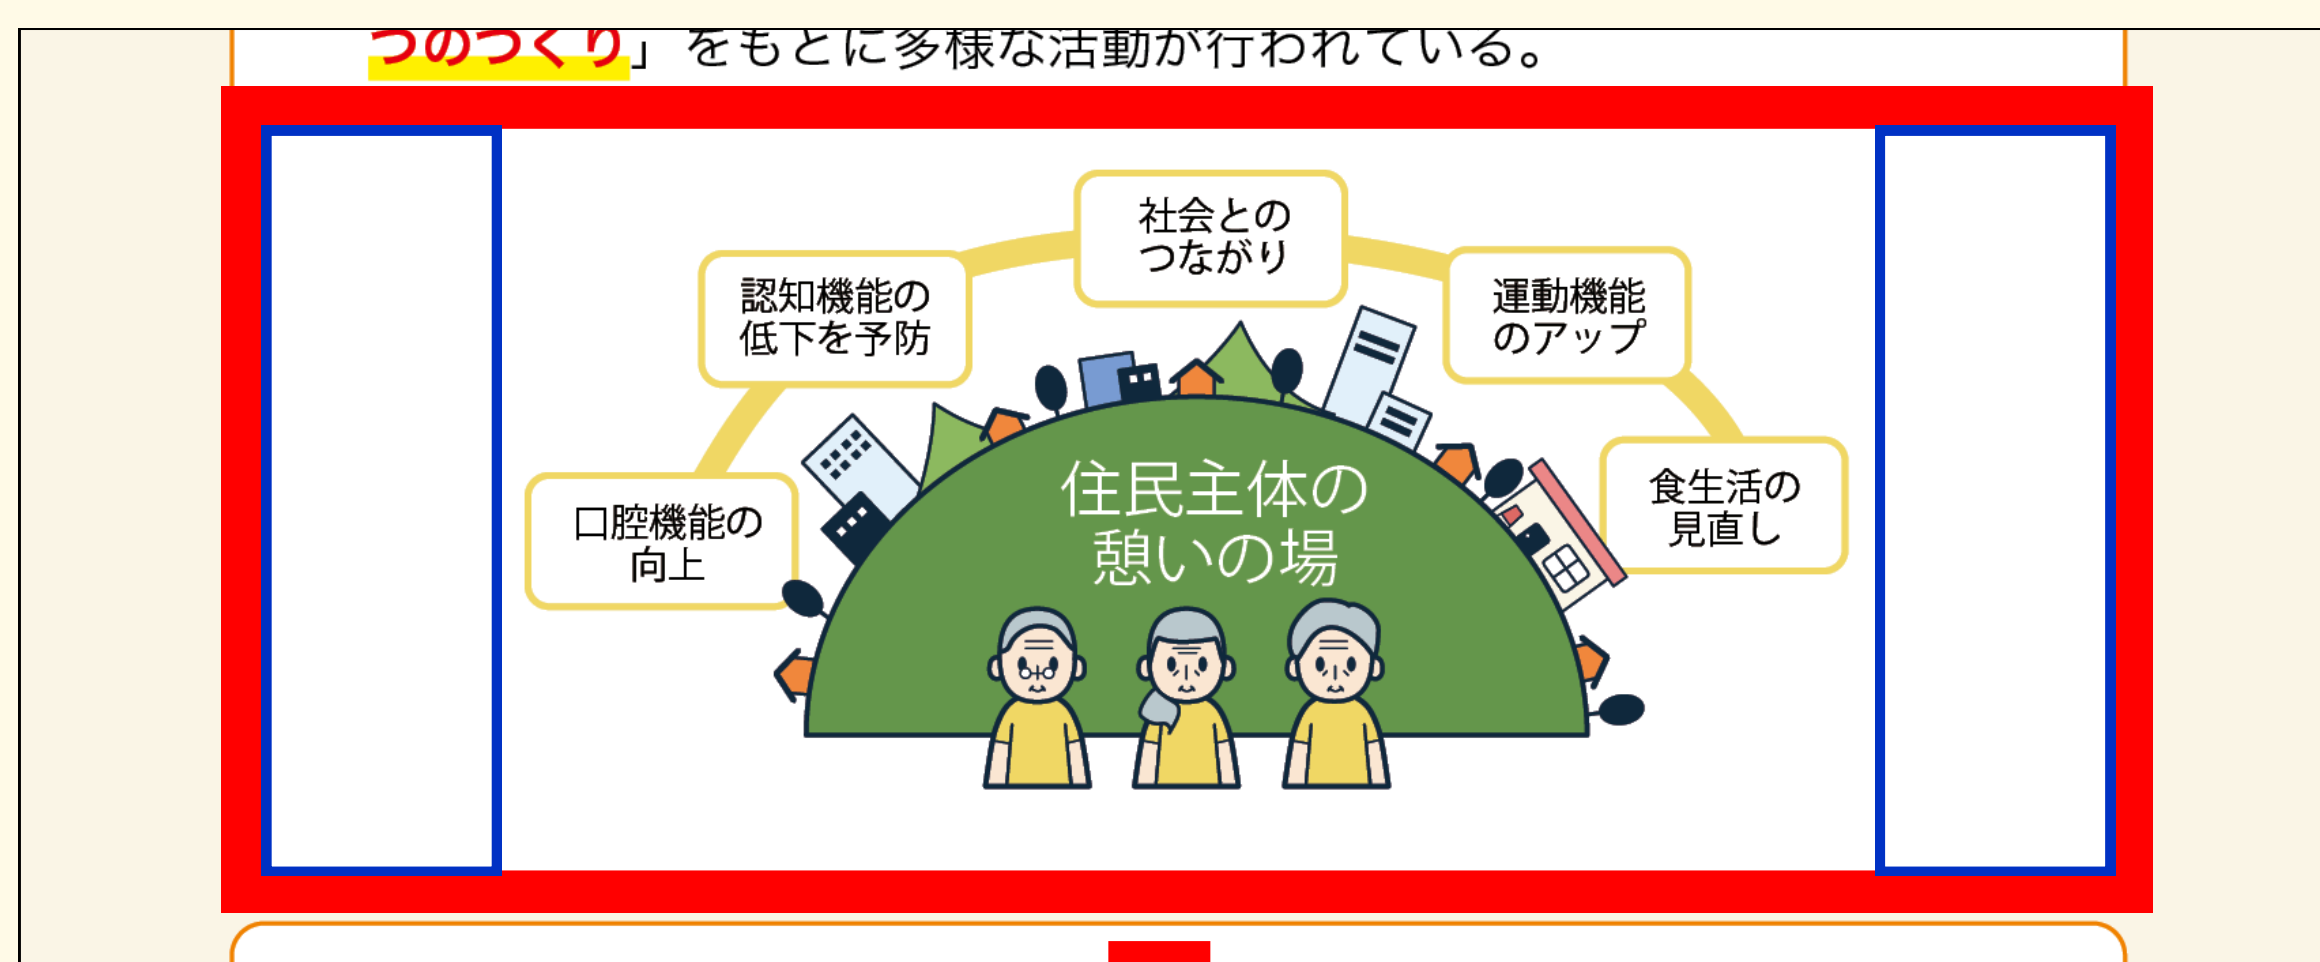 つのつくり」をもとに多様な活動が行われている。
社会との
つながり
認知機能の
低下を予防
運動機能
のアップ
口腔機能の
向上
食生活の
見直し
住民主体の
憩いの場